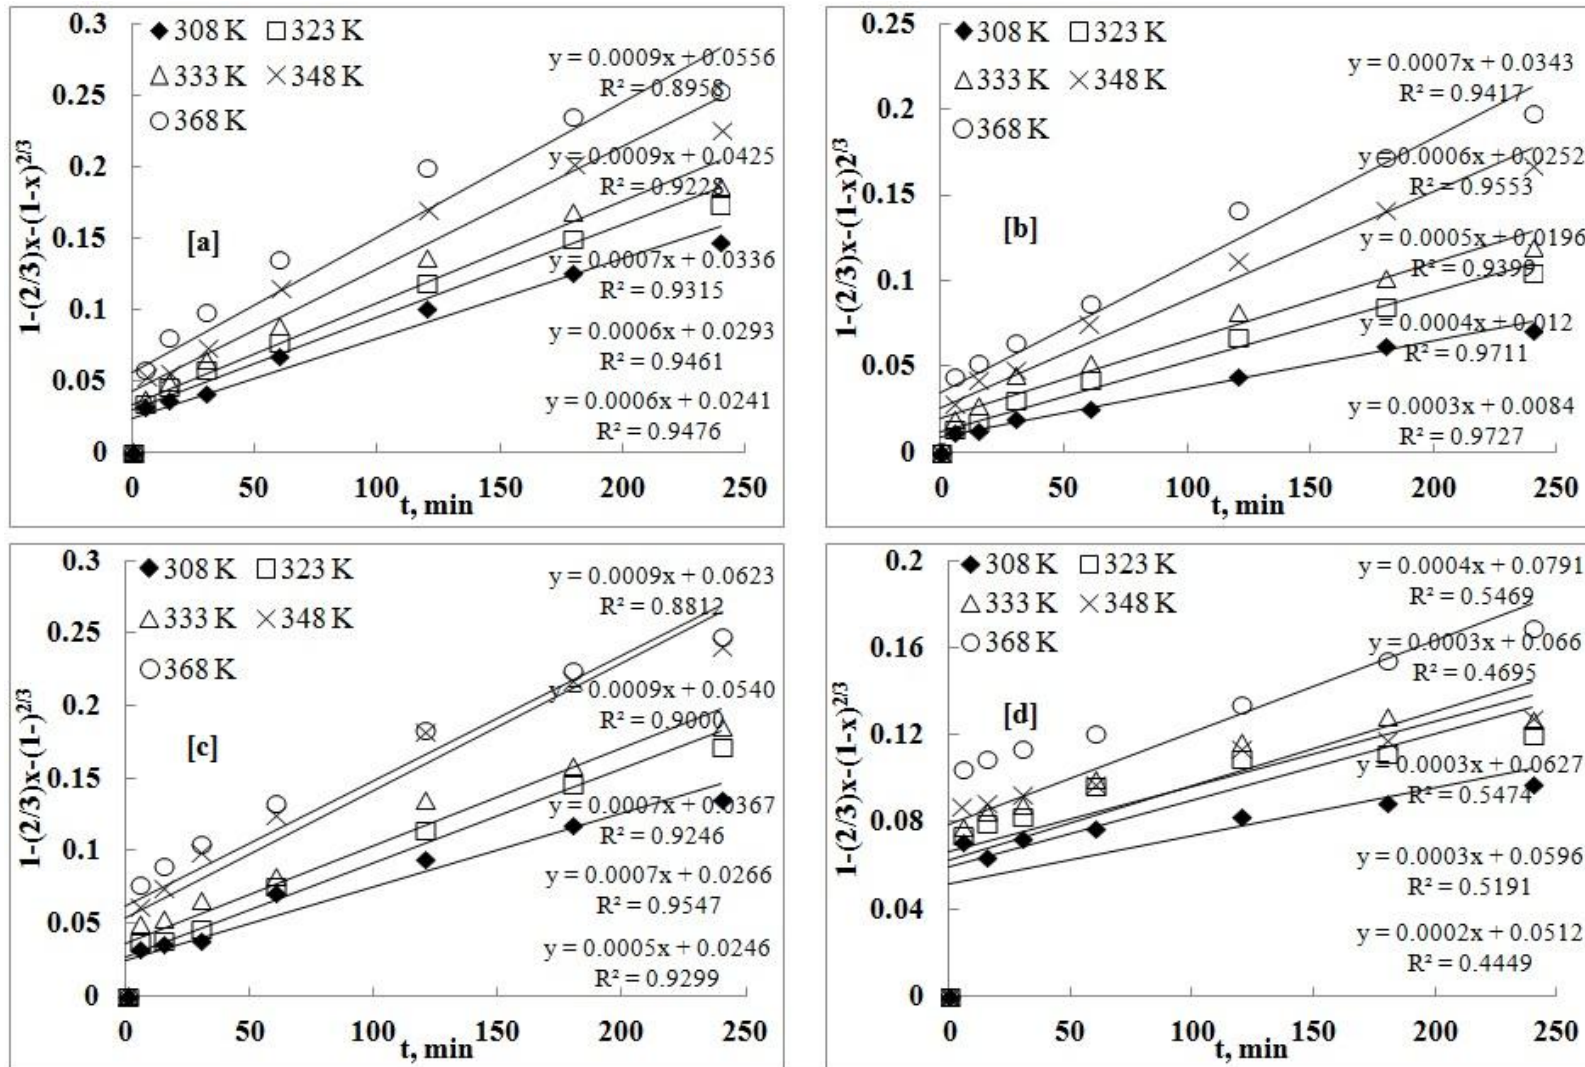 1-(2/3)x-(1-x)^2/3
0.3
0.25
0.2
0.15
0.1
0.05
0
◆ 308 K □ 323 K
△ 333 K × 348 K
○ 368 K
[a]
y = 0.0009x + 0.0556
R² = 0.8958
y = 0.0009x + 0.0425
R² = 0.9228
y = 0.0007x + 0.0336
R² = 0.9315
y = 0.0006x + 0.0293
R² = 0.9461
y = 0.0006x + 0.0241
R² = 0.9476
0 50 100 150 200 250
t, min
1-(2/3)x-(1-x)2^/3
0.25
0.2
0.15
0.1
0.05
0
◆ 308 K □ 323 K
△ 333 K × 348 K
○ 368 K
[b]
y = 0.0007x + 0.0343
R² = 0.9417
y = 0.0006x + 0.0252
R² = 0.9553
y = 0.0005x + 0.0196
R² = 0.9399
y = 0.0004x + 0.012
R² = 0.9711
y = 0.0003x + 0.0084
R² = 0.9727
0 50 100 150 200 250
t, min
1-(2/3)x-(1-)^2/3
0.3
0.25
0.2
0.15
0.1
0.05
0
◆ 308 K □ 323 K
△ 333 K × 348 K
○ 368 K
[c]
y = 0.0009x + 0.0623
R² = 0.8812
y = 0.0009x + 0.0540
R² = 0.9000
y = 0.0007x + 0.0367
R² = 0.9246
y = 0.0007x + 0.0266
R² = 0.9547
y = 0.0005x + 0.0246
R² = 0.9299
0 50 100 150 200 250
t, min
1-(2/3)x-(1-x)^2/3
0.2
0.16
0.12
0.08
0.04
0
◆ 308 K □ 323 K
△ 333 K × 348 K
○ 368 K
[d]
y = 0.0004x + 0.0791
R² = 0.5469
y = 0.0003x + 0.066
R² = 0.4695
y = 0.0003x + 0.0627
R² = 0.5474
y = 0.0003x + 0.0596
R² = 0.5191
y = 0.0002x + 0.0512
R² = 0.4449
0 50 100 150 200 250
t, min